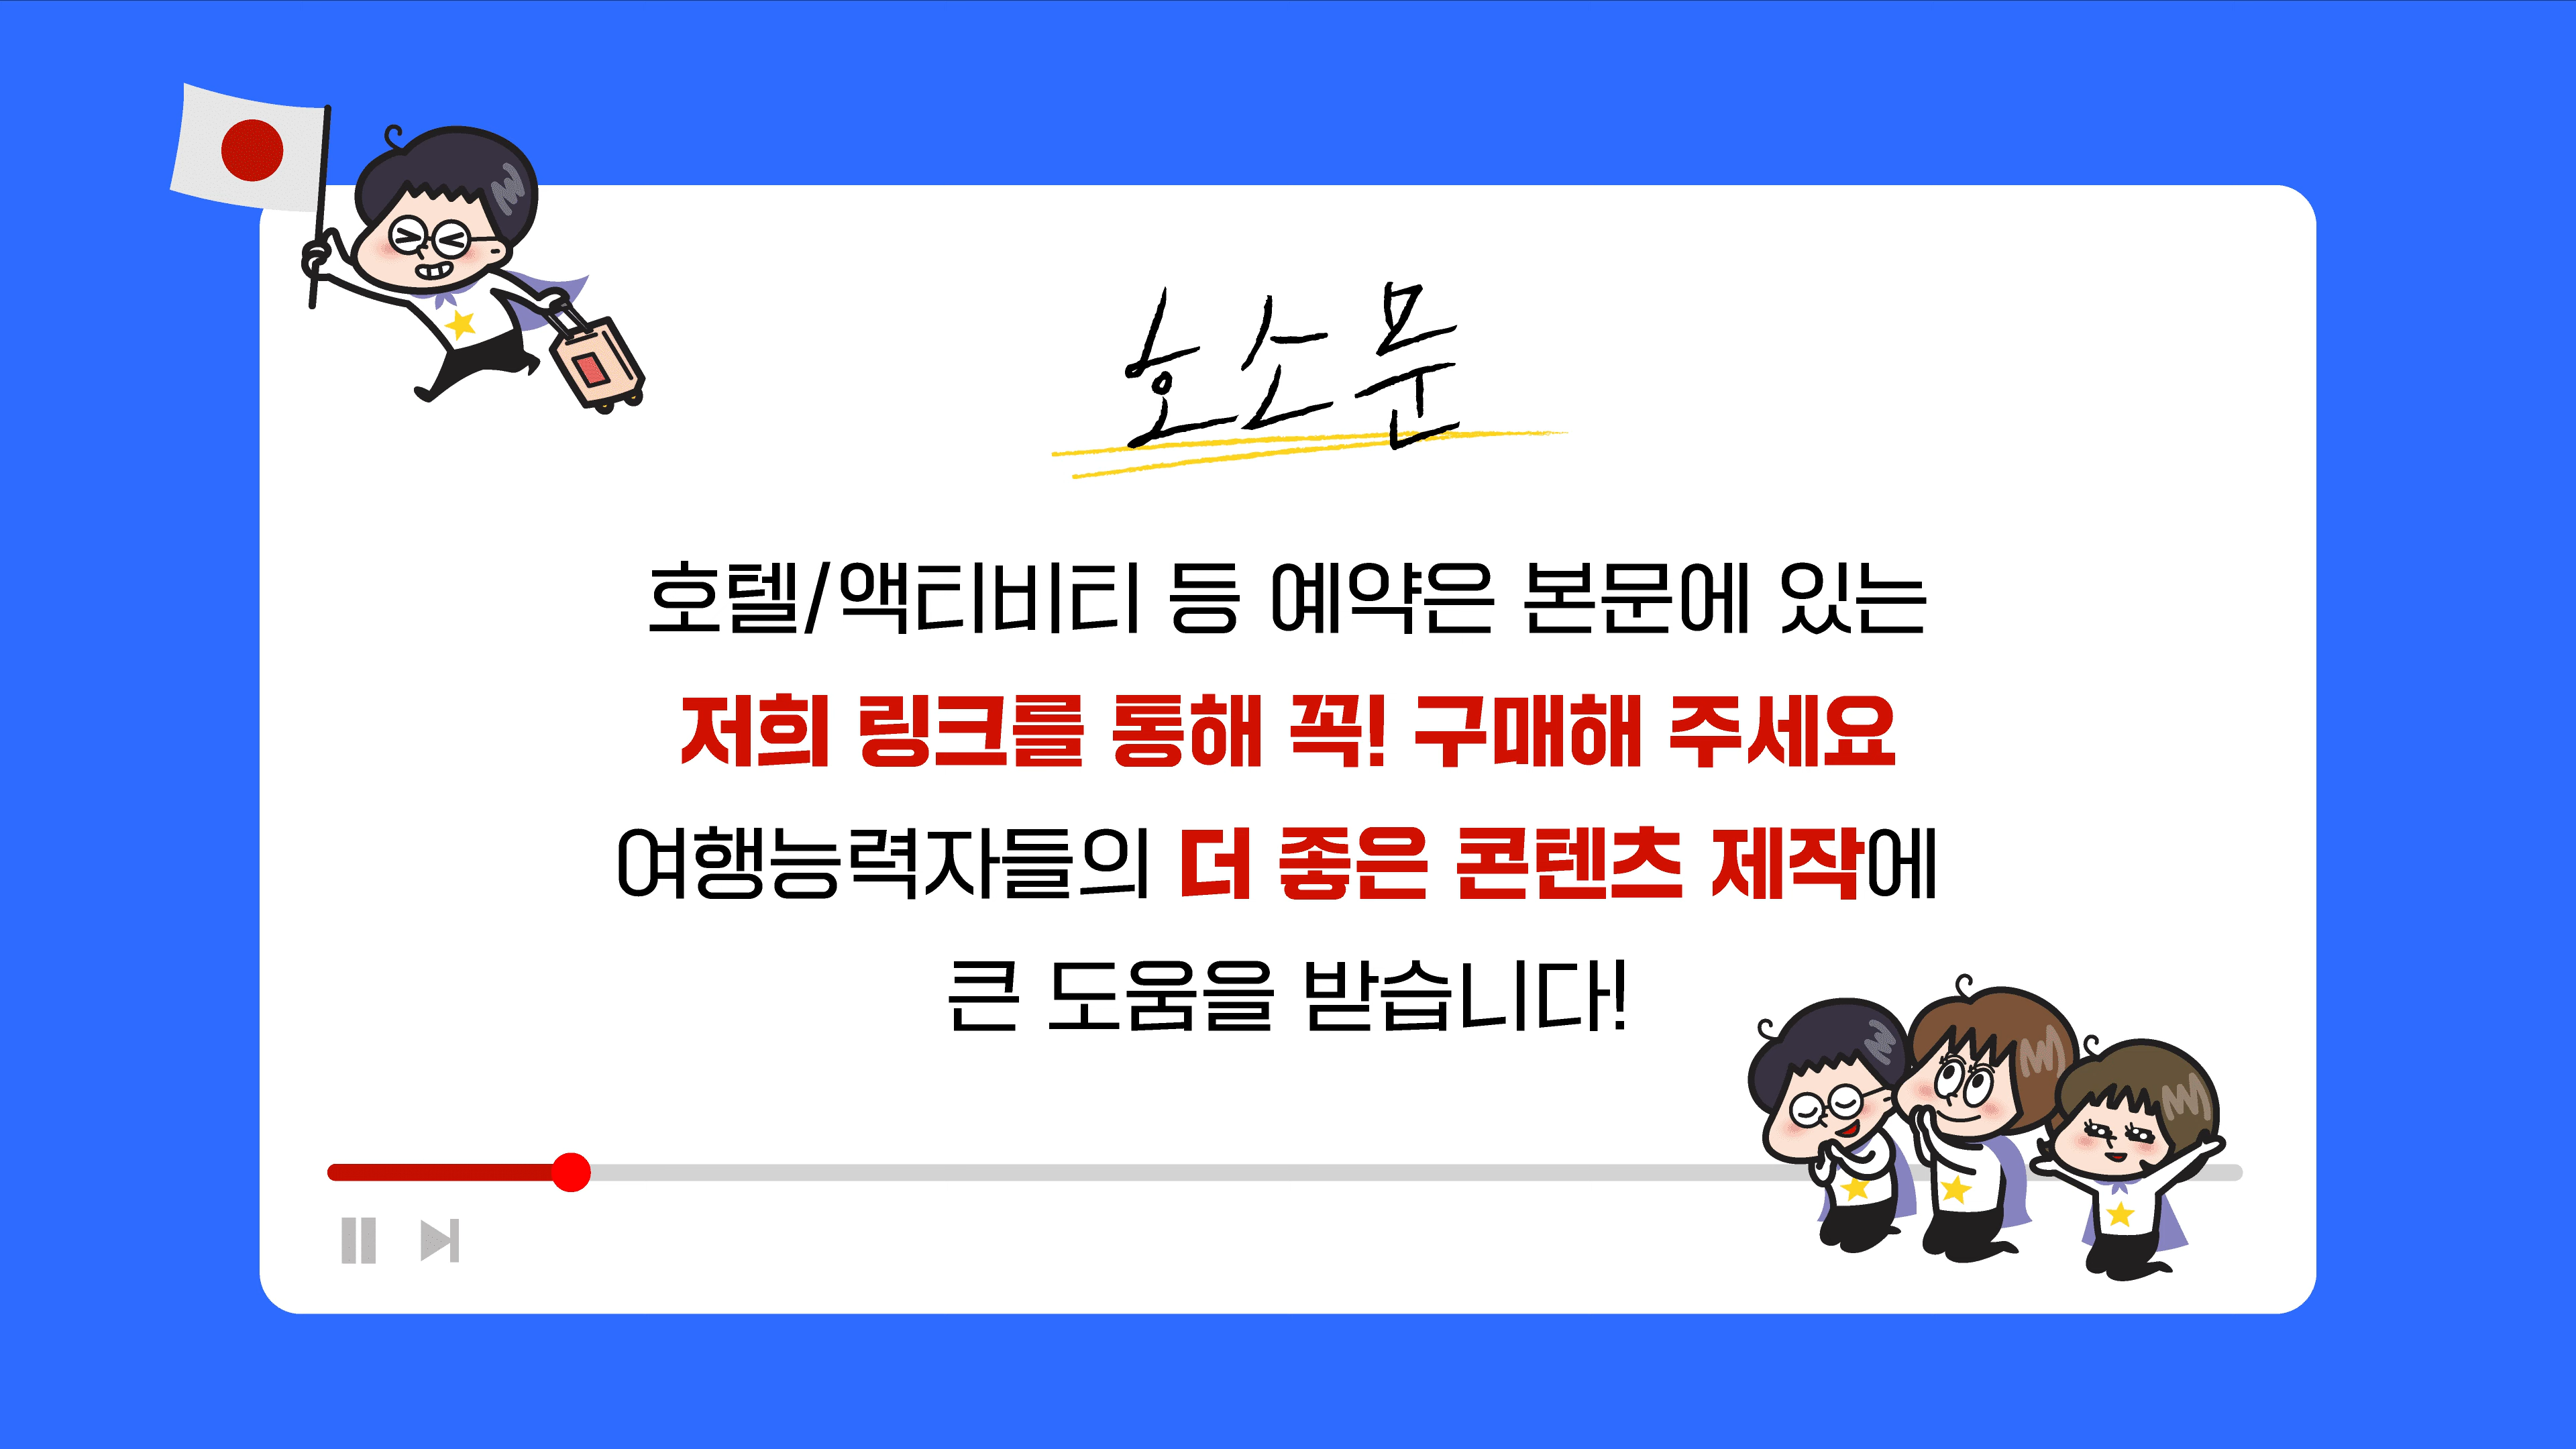 호소문
호텔/액티비티 등 예약은 본문에 있는
저희 링크를 통해 꼭! 구매해 주세요
여행능력자들의 더 좋은 콘텐츠 제작에
큰 도움을 받습니다!